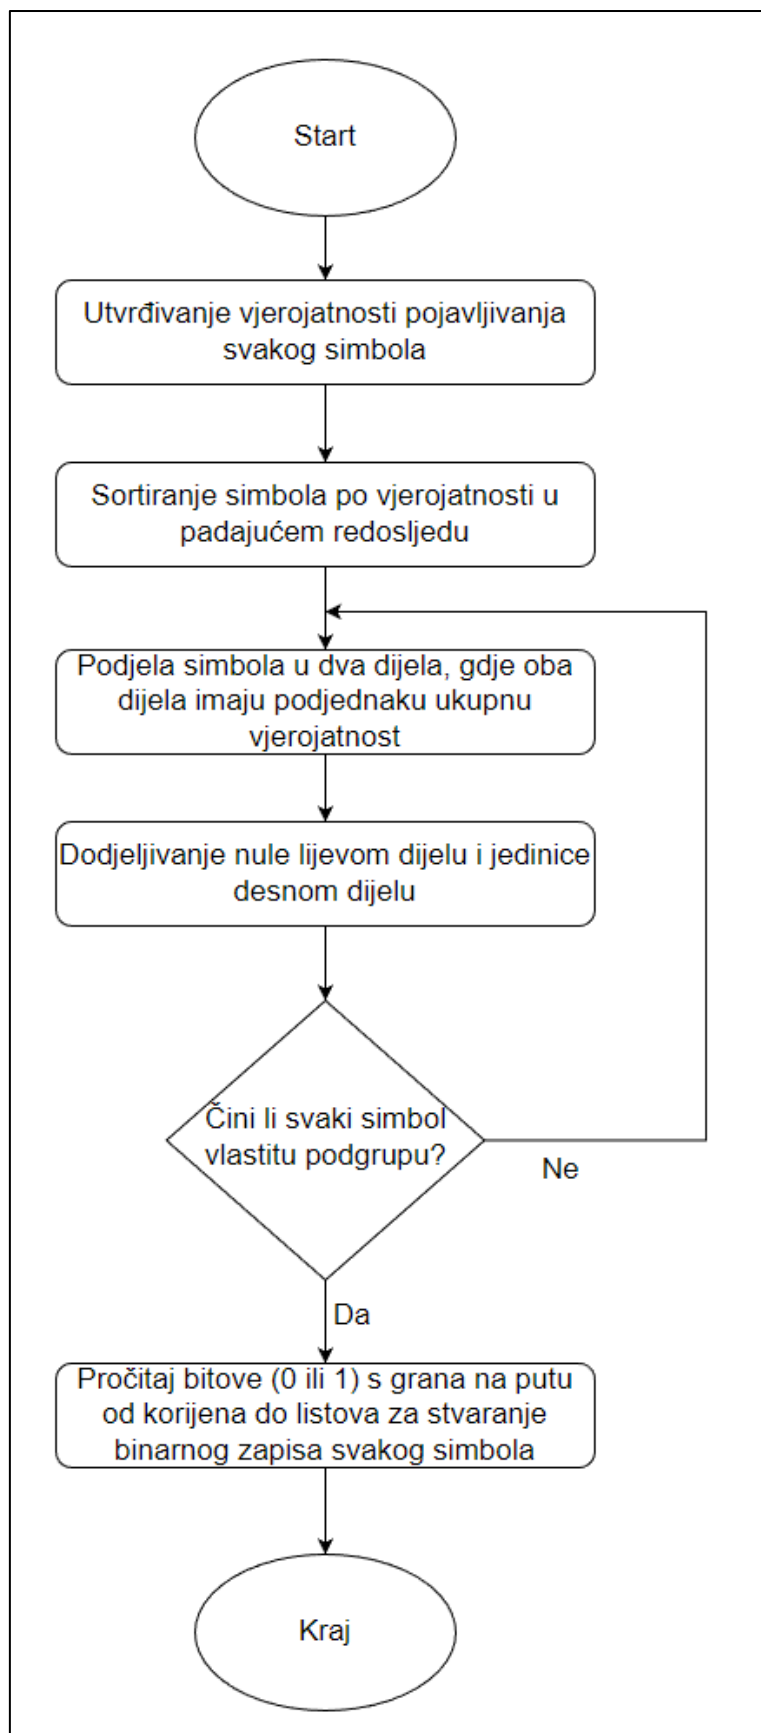 Start
Utvrđivanje vjerojatnosti pojavljivanja
svakog simbola
Sortiranje simbola po vjerojatnosti u
padajućem redosljedu
Podjela simbola u dva dijela, gdje oba
dijela imaju podjednaku ukupnu
vjerojatnost
Dodjeljivanje nule lijevom dijelu i jedinice
desnom dijelu
Čini li svaki simbol
vlastitu podgrupu?
Ne
Da
Pročitaj bitove (0 ili 1) s grana na putu
od korijena do listova za stvaranje
binarnog zapisa svakog simbola
Kraj